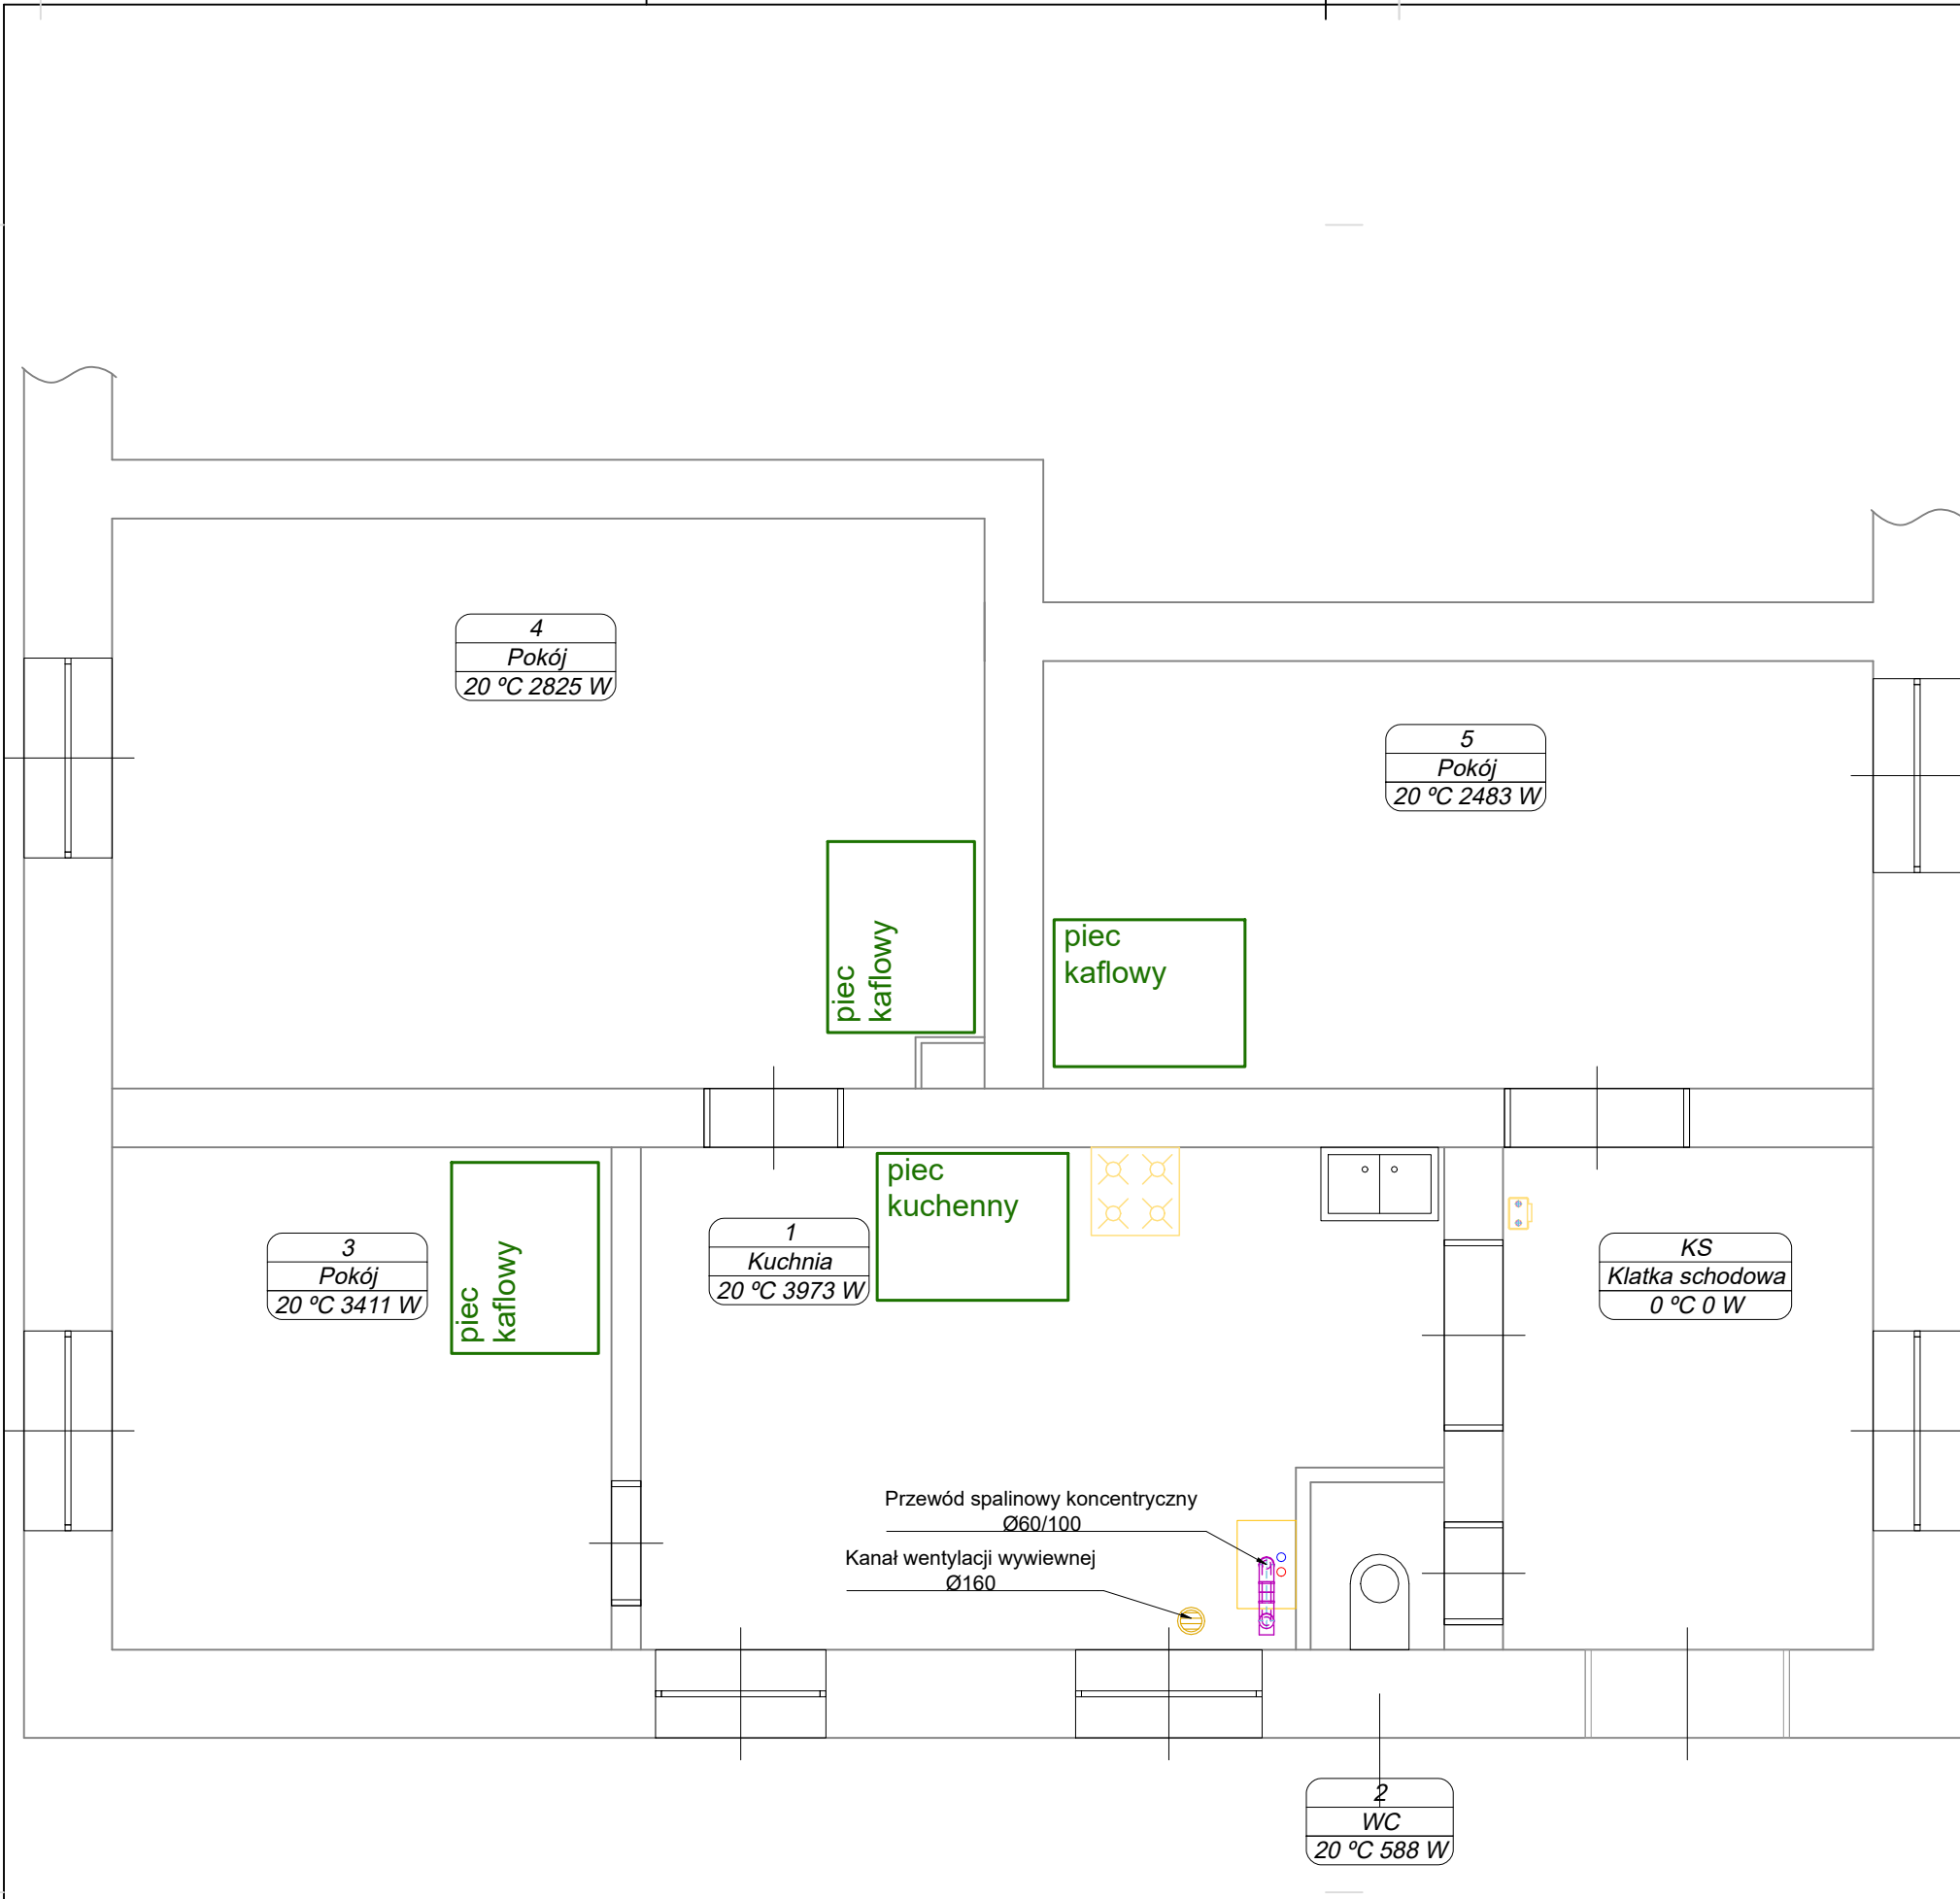 4
Pokój
20 ºC 2825 W
5
Pokój
20 ºC 2483 W
piec
kaflowy
piec
kaflowy
3
Pokój
20 ºC 3411 W
piec
kaflowy
1
Kuchnia
20 ºC 3973 W
piec
kuchenny
KS
Klatka schodowa
0 ºC 0 W
Przewód spalinowy koncentryczny
Ø60/100
Kanał wentylacji wywiewnej
Ø160
2
WC
20 ºC 588 W